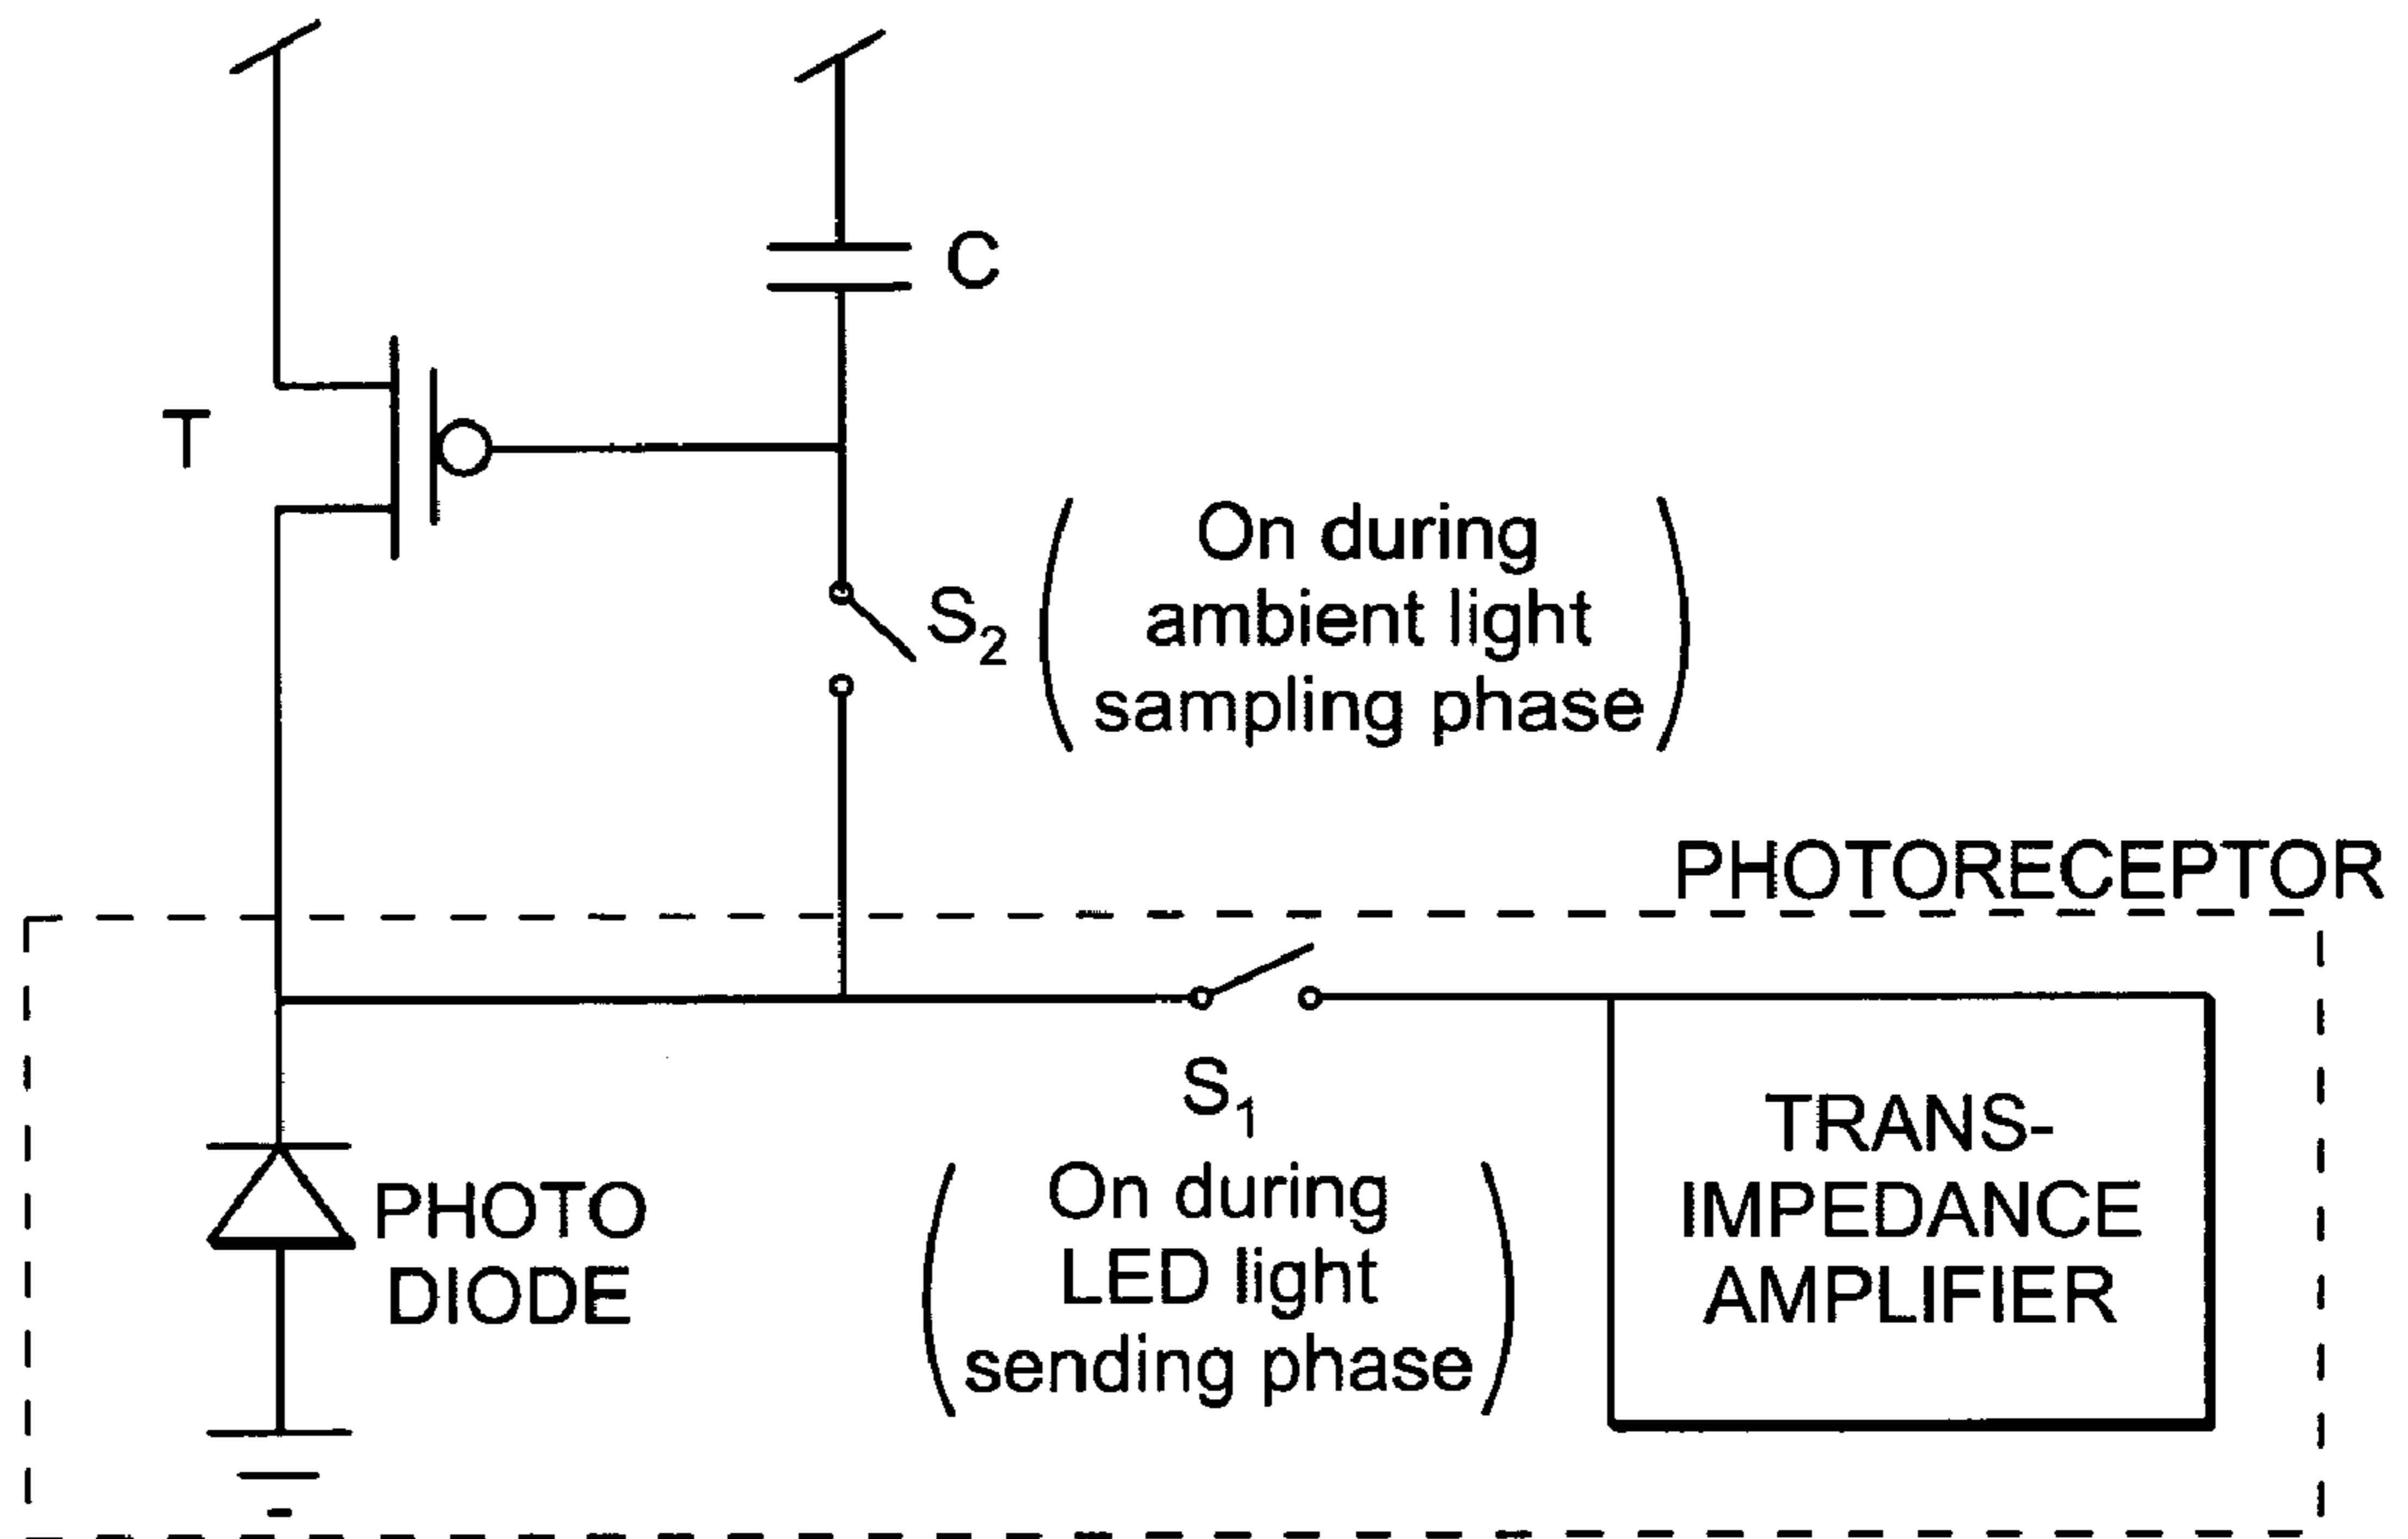 C
T
S₂
On during
ambient light
sampling phase
PHOTORECEPTOR
S₁
On during
LED light
sending phase
PHOTO
DIODE
TRANS-
IMPEDANCE
AMPLIFIER